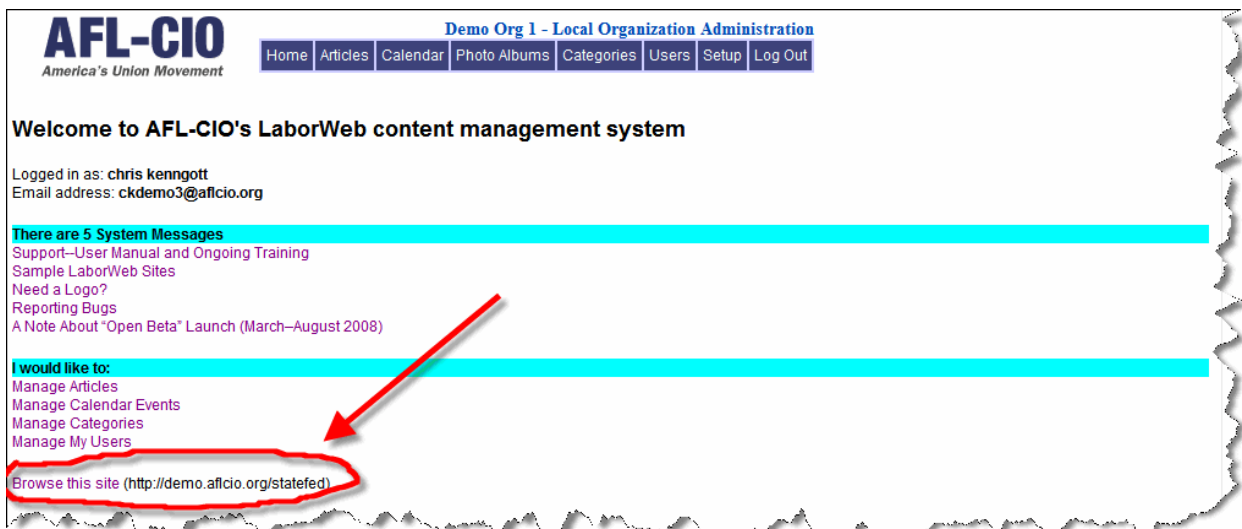 AFL-CIO
America's Union Movement
Demo Org 1 - Local Organization Administration
Home Articles Calendar Photo Albums Categories Users Setup Log Out
Welcome to AFL-CIO's LaborWeb content management system
Logged in as: chris kenngott
Email address: ckdemo3@aflcio.org
There are 5 System Messages
Support--User Manual and Ongoing Training
Sample LaborWeb Sites
Need a Logo?
Reporting Bugs
A Note About “Open Beta” Launch (March–August 2008)
I would like to:
Manage Articles
Manage Calendar Events
Manage Categories
Manage My Users
Browse this site (http://demo.aflcio.org/statefed)